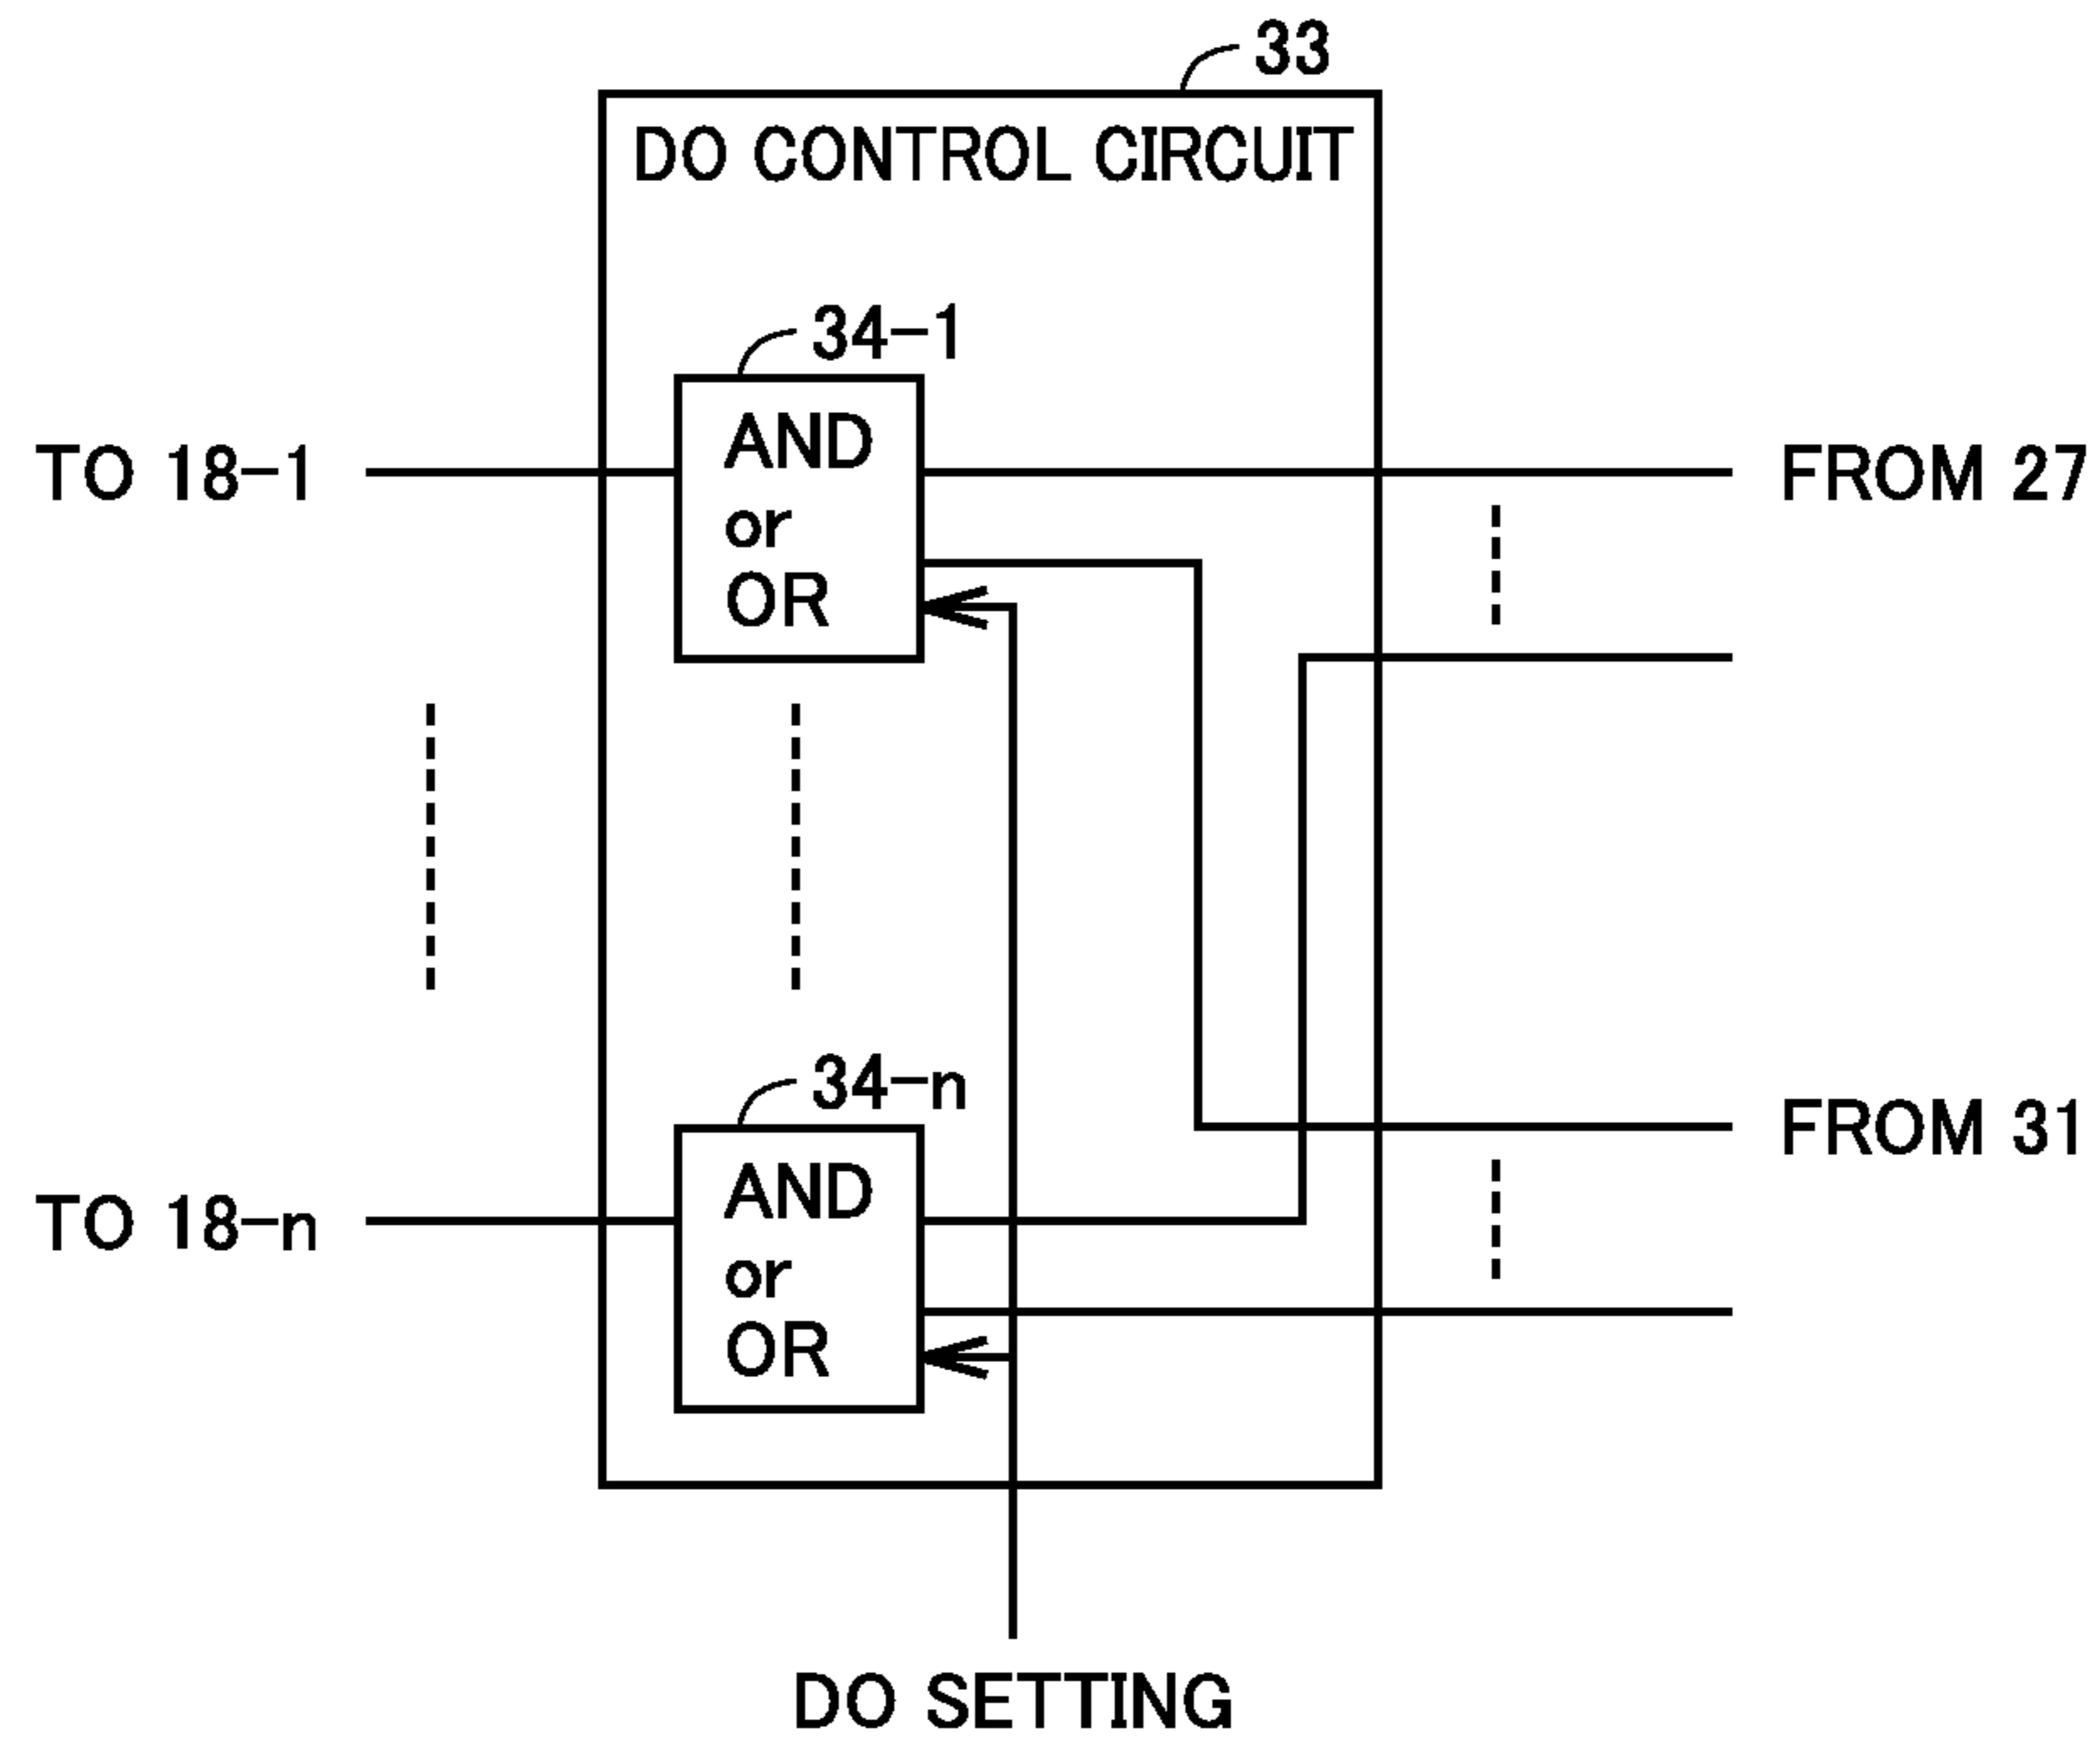 33
DO CONTROL CIRCUIT
34-1
TO 18-1
AND
or
OR
FROM 27
34-n
TO 18-n
AND
or
OR
FROM 31
DO SETTING